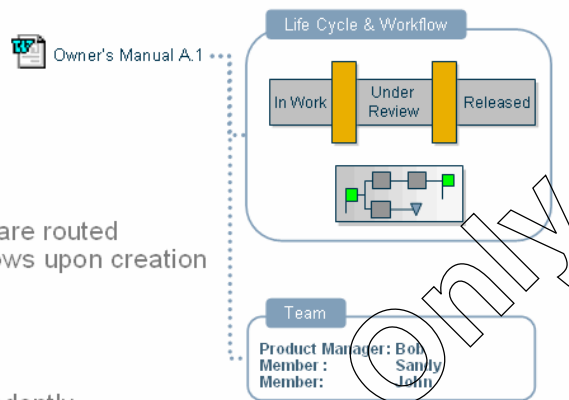 Life Cycle & Workflow
Owner's Manual A.1
In Work
Under
Review
Released
are routed
ows upon creation
Team
Product Manager: Bob
Member : Sandy
Member: John
dently
Only